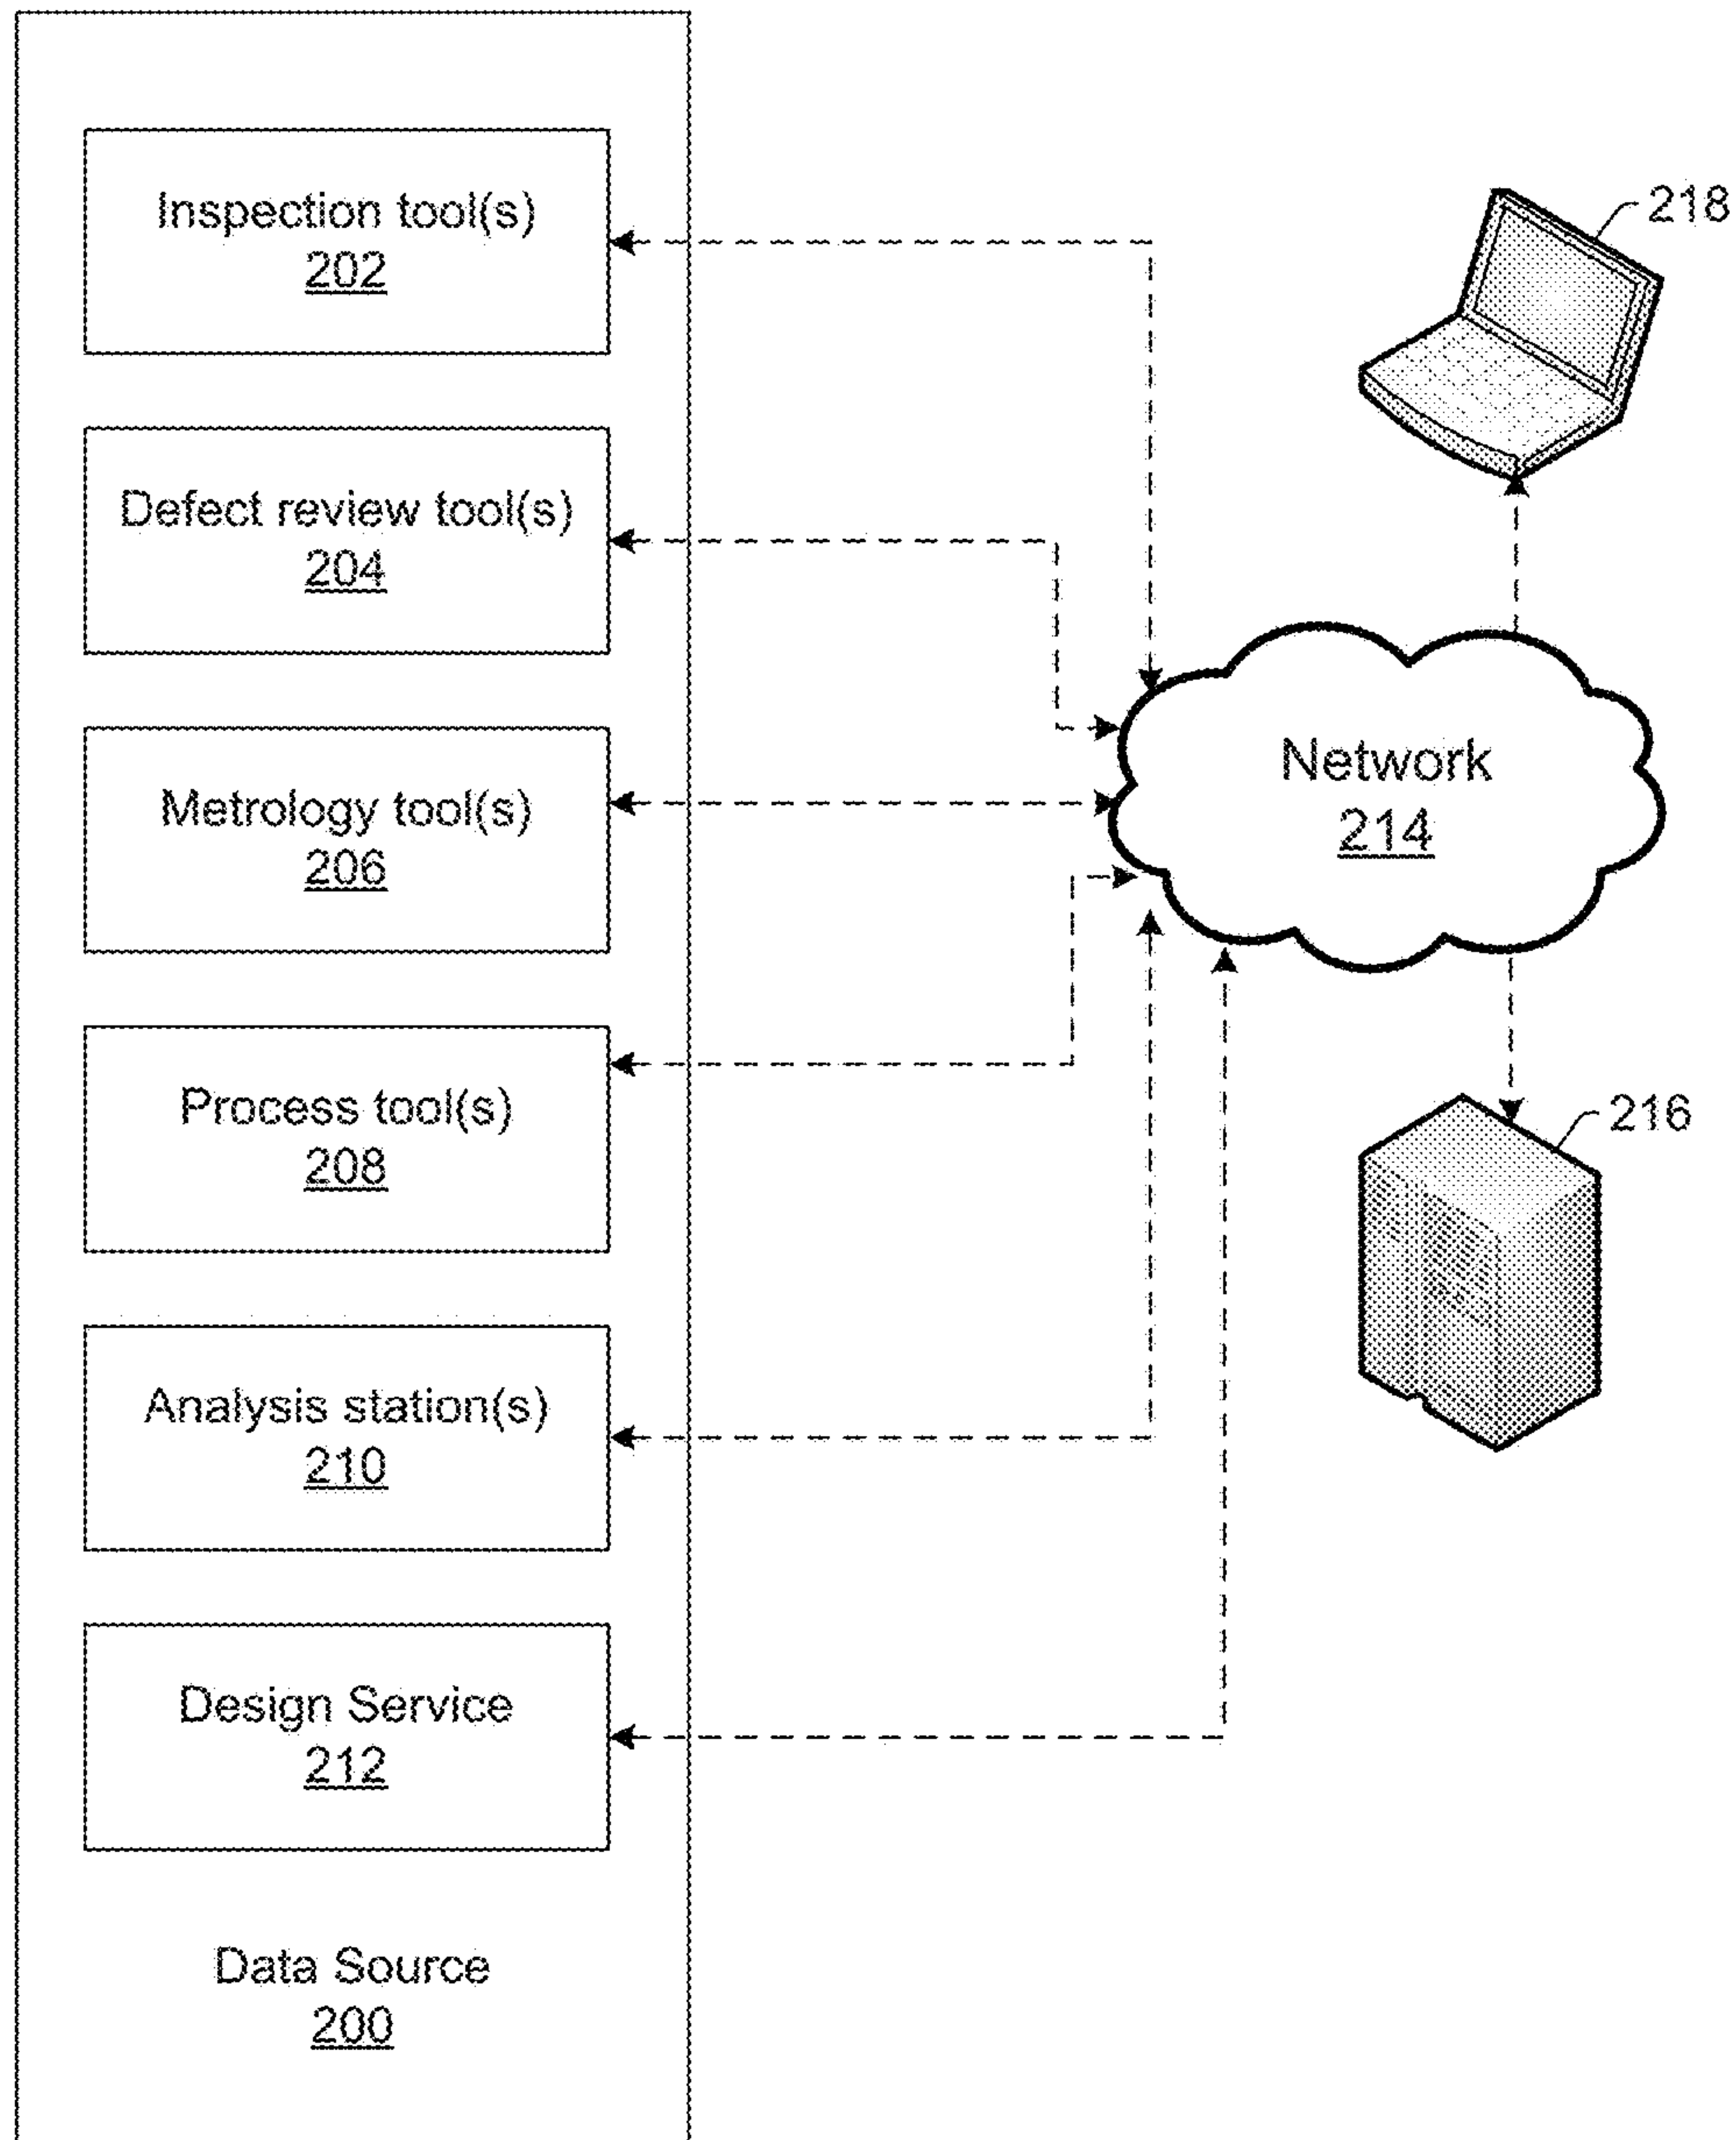 Inspection tool(s)
202
218
Defect review tool(s)
204
Metrology tool(s)
206
Network
214
Process tool(s)
208
216
Analysis station(s)
210
Design Service
212
Data Source
200